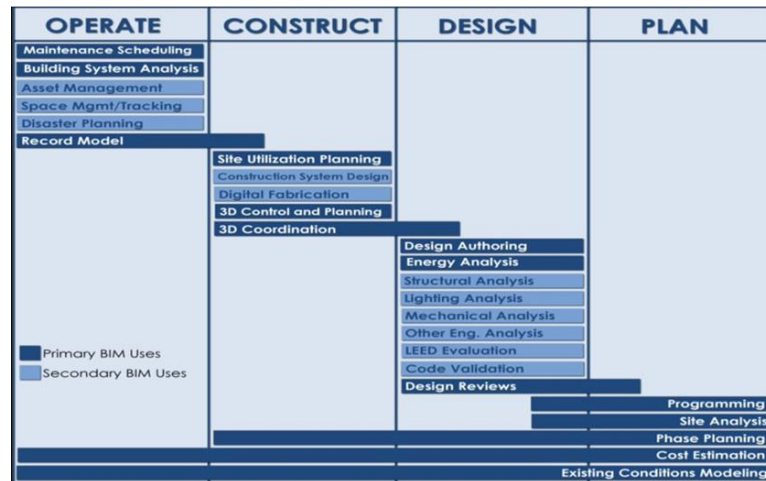 OPERATE CONSTRUCT DESIGN PLAN
Maintenance Scheduling
Building System Analysis
Asset Management
Space Mgmt/Tracking
Disaster Planning
Record Model
Site Utilization Planning
Construction System Design
Digital Fabrication
3D Control and Planning
3D Coordination
Design Authoring
Energy Analysis
Structural Analysis
Lighting Analysis
Mechanical Analysis
Other Eng. Analysis
LEED Evaluation
Code Validation
Design Reviews
Primary BIM Uses
Secondary BIM Uses
Programming
Site Analysis
Phase Planning
Cost Estimation
Existing Conditions Modeling